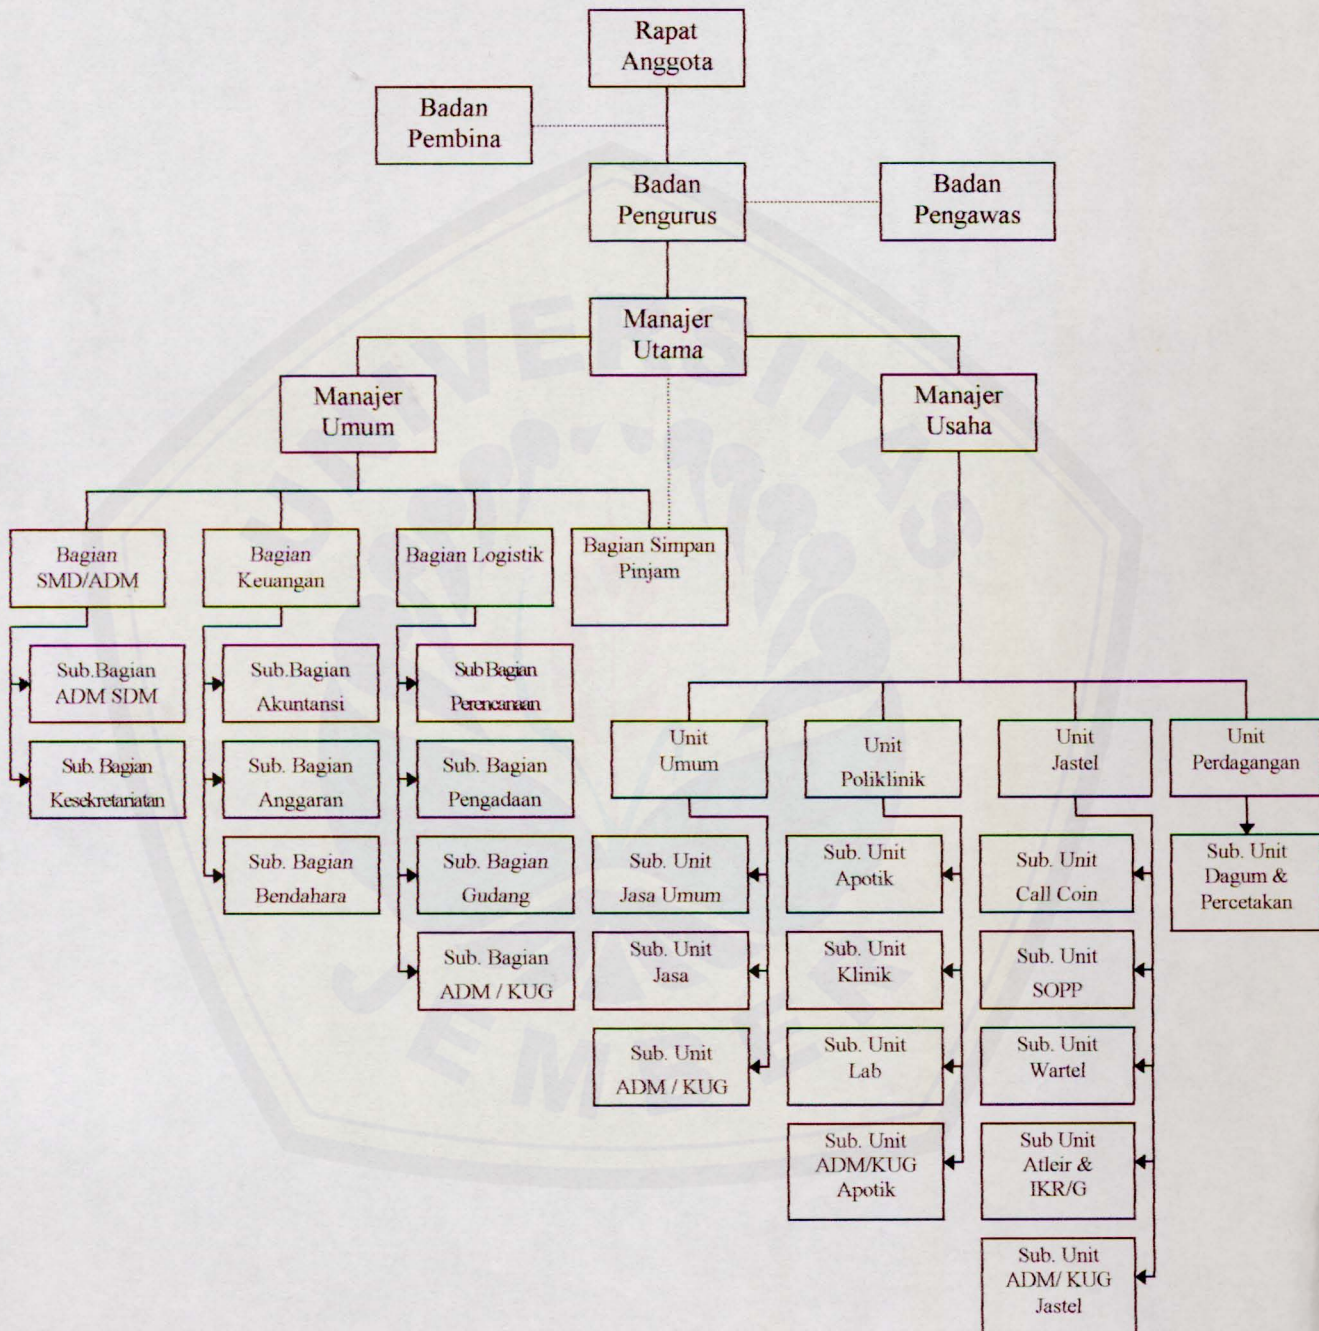 Rapat
Anggota
Badan
Pembina
Badan
Pengurus
Badan
Pengawas
Manajer
Utama
Manajer
Umum
Manajer
Usaha
Bagian
SMD/ADM
Bagian
Keuangan
Bagian Logistik
Bagian Simpan
Pinjam
Sub.Bagian
ADM SDM
Sub. Bagian
Kesekretariatan
Sub.Bagian
Akuntansi
Sub. Bagian
Anggaran
Sub. Bagian
Bendahara
Sub Bagian
Perencanaan
Sub. Bagian
Pengadaan
Sub. Bagian
Gudang
Sub. Bagian
ADM / KUG
Unit
Umum
Unit
Poliklinik
Unit
Jastel
Unit
Perdagangan
Sub. Unit
Jasa Umum
Sub. Unit
Jasa
Sub. Unit
ADM / KUG
Sub. Unit
Apotik
Sub. Unit
Klinik
Sub. Unit
Lab
Sub. Unit
ADM/KUG
Apotik
Sub. Unit
Call Coin
Sub. Unit
SOPP
Sub. Unit
Wartel
Sub Unit
Atleir &
IKR/G
Sub. Unit
ADM/ KUG
Jastel
Sub. Unit
Dagum &
Percetakan
UNIVERSITAS
JEMBER